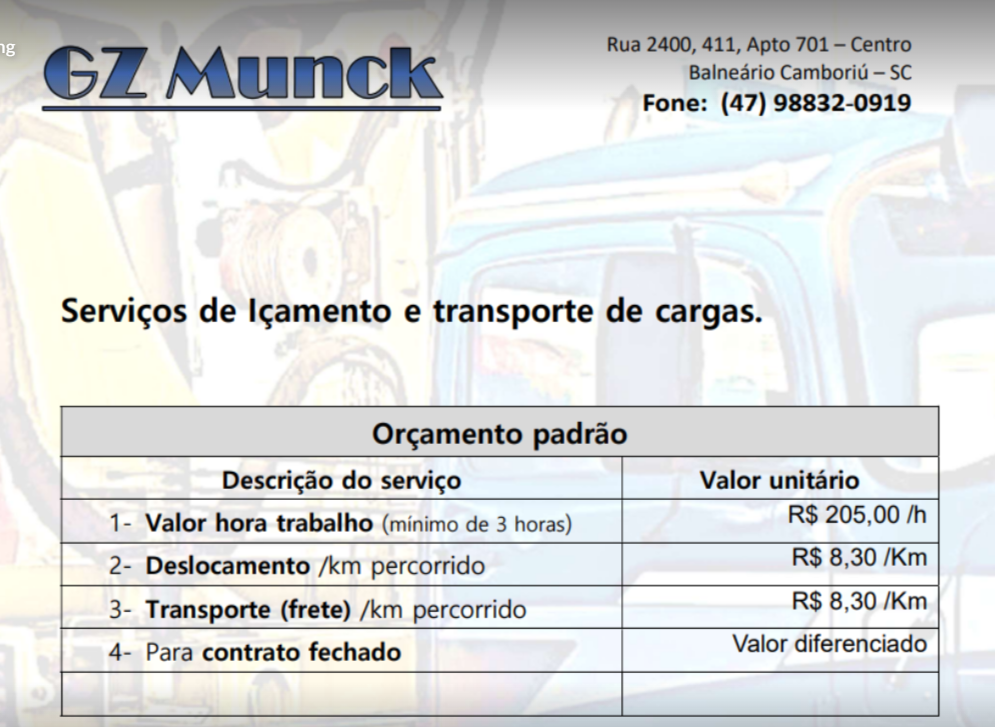 ng
GZ Munck
Rua 2400, 411, Apto 701 – Centro
Balneário Camboriú – SC
Fone: (47) 98832-0919
Serviços de Içamento e transporte de cargas.
Orçamento padrão
Descrição do serviço Valor unitário
1- Valor hora trabalho (mínimo de 3 horas) R$ 205,00 /h
2- Deslocamento /km percorrido R$ 8,30 /Km
3- Transporte (frete) /km percorrido R$ 8,30 /Km
4- Para contrato fechado Valor diferenciado